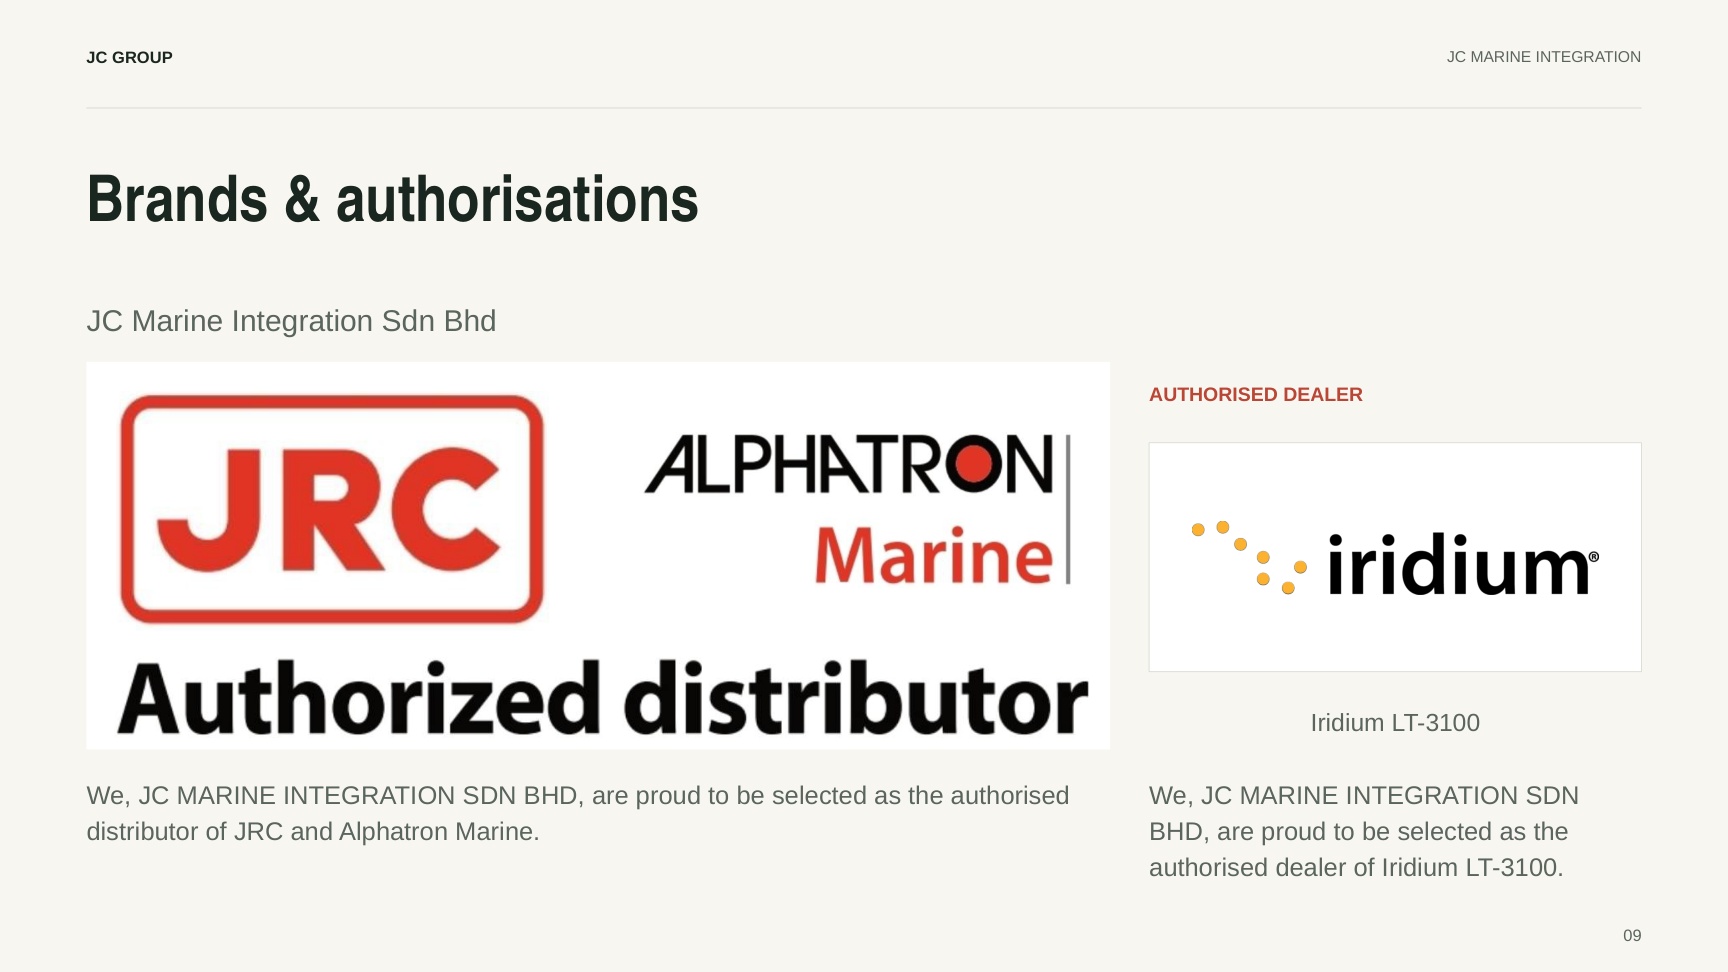 JC GROUP
JC MARINE INTEGRATION
Brands & authorisations
JC Marine Integration Sdn Bhd
JRC
ALPHATRON
Marine
Authorized distributor
We, JC MARINE INTEGRATION SDN BHD, are proud to be selected as the authorised
distributor of JRC and Alphatron Marine.
AUTHORISED DEALER
iridium®
Iridium LT-3100
We, JC MARINE INTEGRATION SDN
BHD, are proud to be selected as the
authorised dealer of Iridium LT-3100.
09